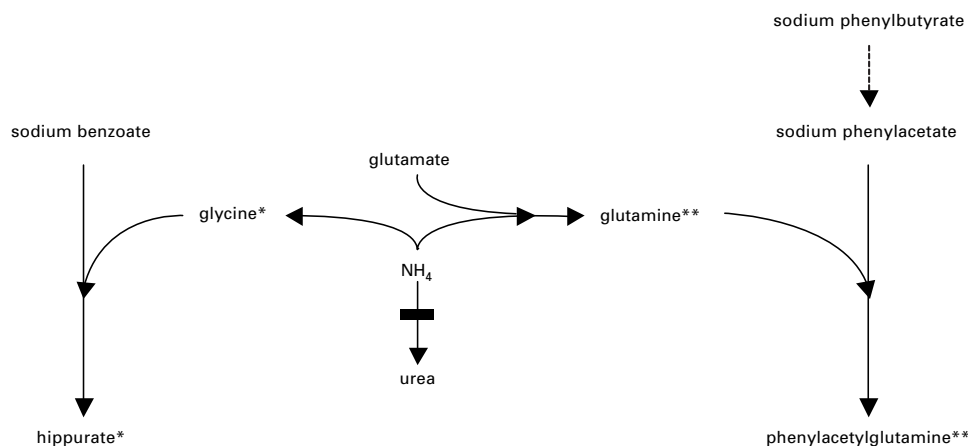 sodium phenylbutyrate
sodium benzoate
sodium phenylacetate
glutamate
glycine*
glutamine**
NH₄
urea
hippurate*
phenylacetylglutamine**